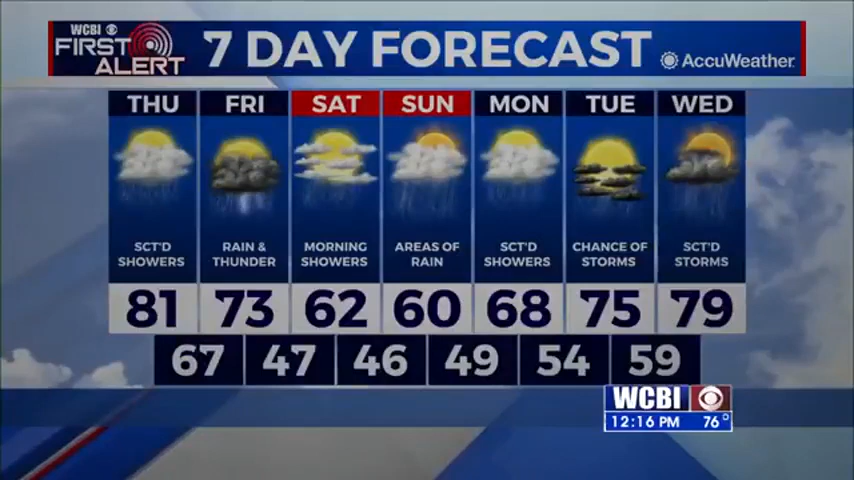 WCBI
FIRST
ALERT
7 DAY FORECAST
AccuWeather
THU FRI SAT SUN MON TUE WED
SCT'D SHOWERS
RAIN & THUNDER
MORNING SHOWERS
AREAS OF RAIN
SCT'D SHOWERS
CHANCE OF STORMS
SCT'D STORMS
81 73 62 60 68 75 79
67 47 46 49 54 59
WCBI
12:16 PM 76°